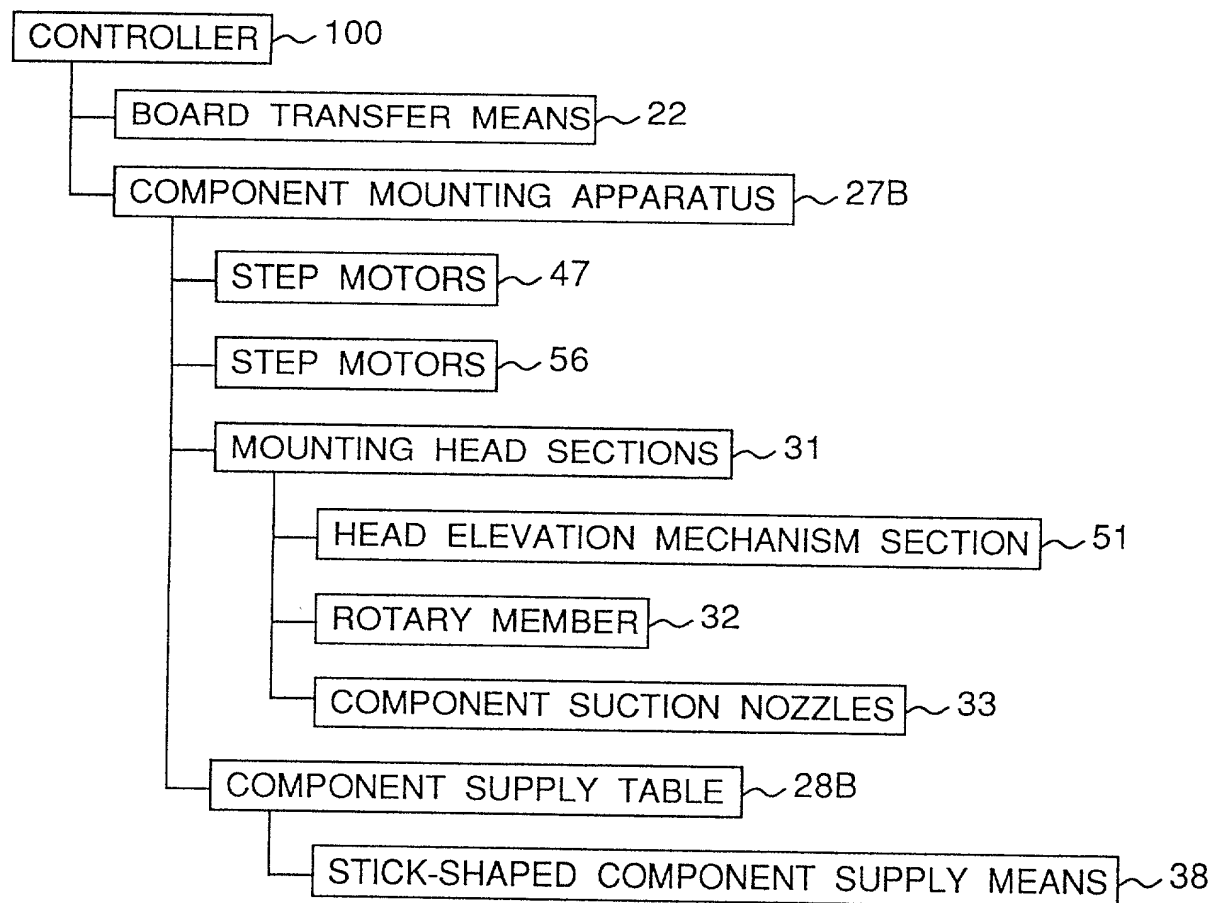 CONTROLLER 100
BOARD TRANSFER MEANS 22
COMPONENT MOUNTING APPARATUS 27B
STEP MOTORS 47
STEP MOTORS 56
MOUNTING HEAD SECTIONS 31
HEAD ELEVATION MECHANISM SECTION 51
ROTARY MEMBER 32
COMPONENT SUCTION NOZZLES 33
COMPONENT SUPPLY TABLE 28B
STICK-SHAPED COMPONENT SUPPLY MEANS 38